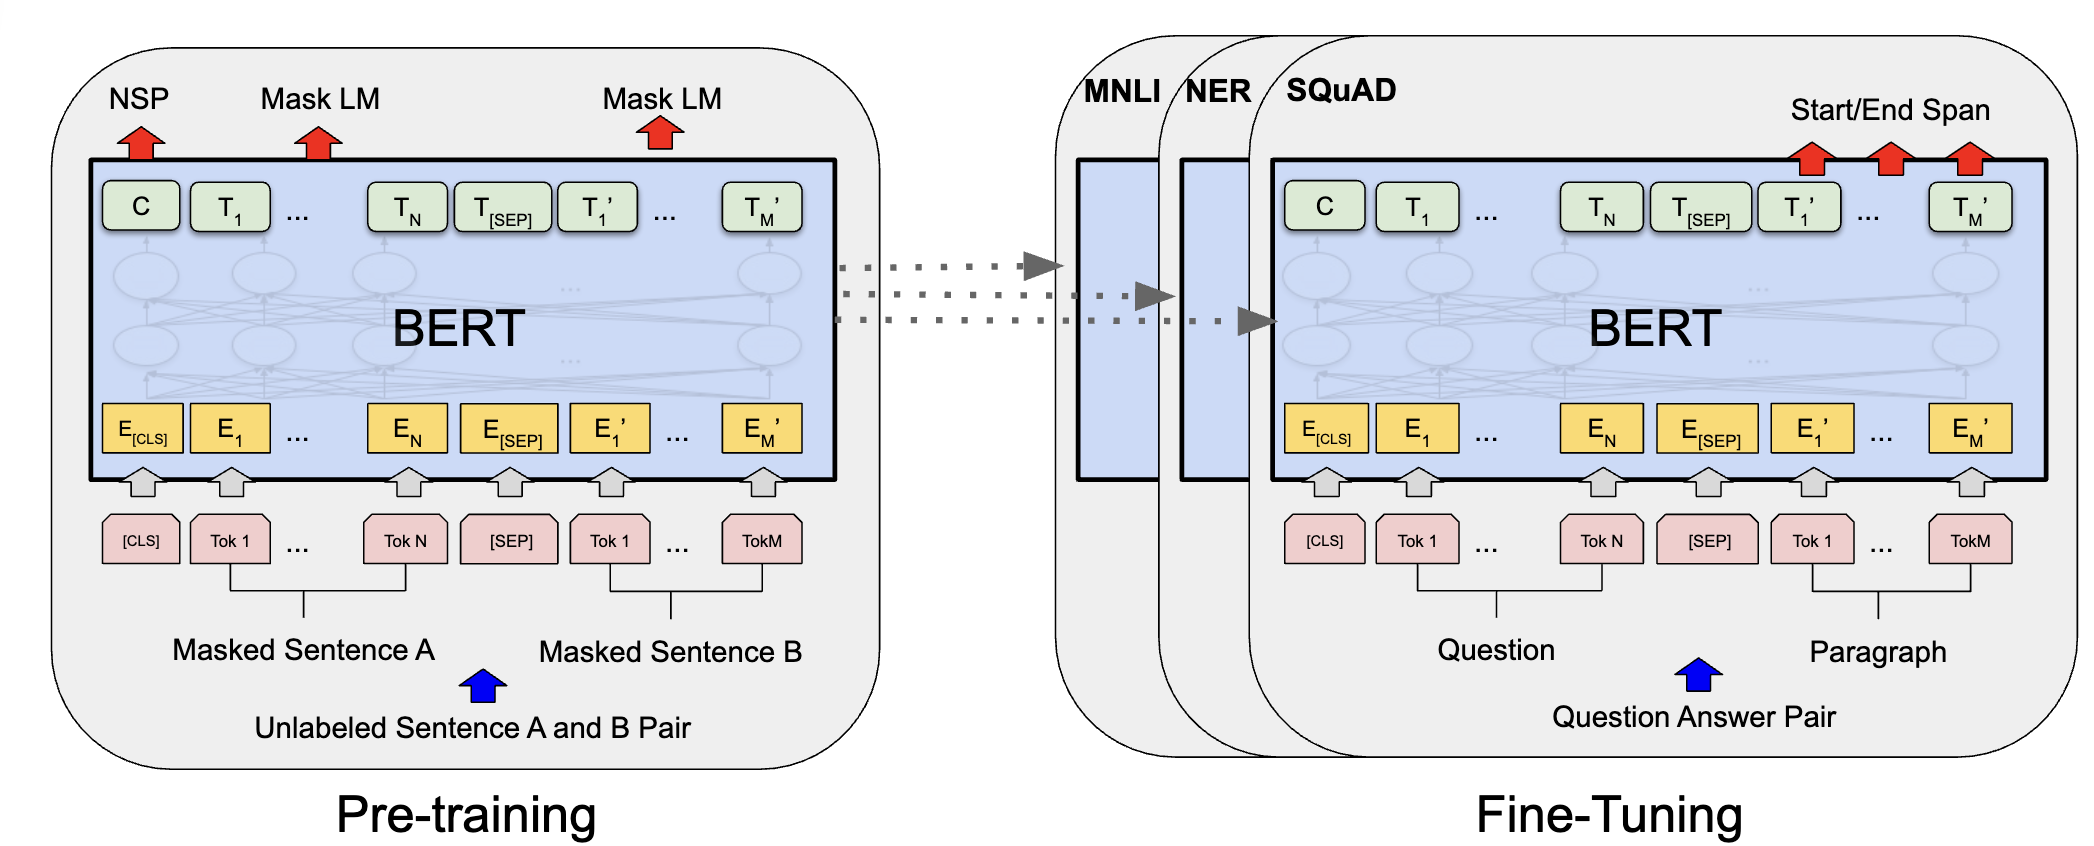 NSP Mask LM Mask LM
C T1 ... TN T[SEP] T1’ ... TM’
...
BERT
...
E[CLS] E1 ... EN E[SEP] E1’ ... EM’
[CLS] Tok 1 ... Tok N [SEP] Tok 1 ... TokM
Masked Sentence A Masked Sentence B
Unlabeled Sentence A and B Pair
Pre-training
MNLI NER SQuAD
Start/End Span
C T1 ... TN T[SEP] T1’ ... TM’
...
BERT
...
E[CLS] E1 ... EN E[SEP] E1’ ... EM’
[CLS] Tok 1 ... Tok N [SEP] Tok 1 ... TokM
Question Paragraph
Question Answer Pair
Fine-Tuning